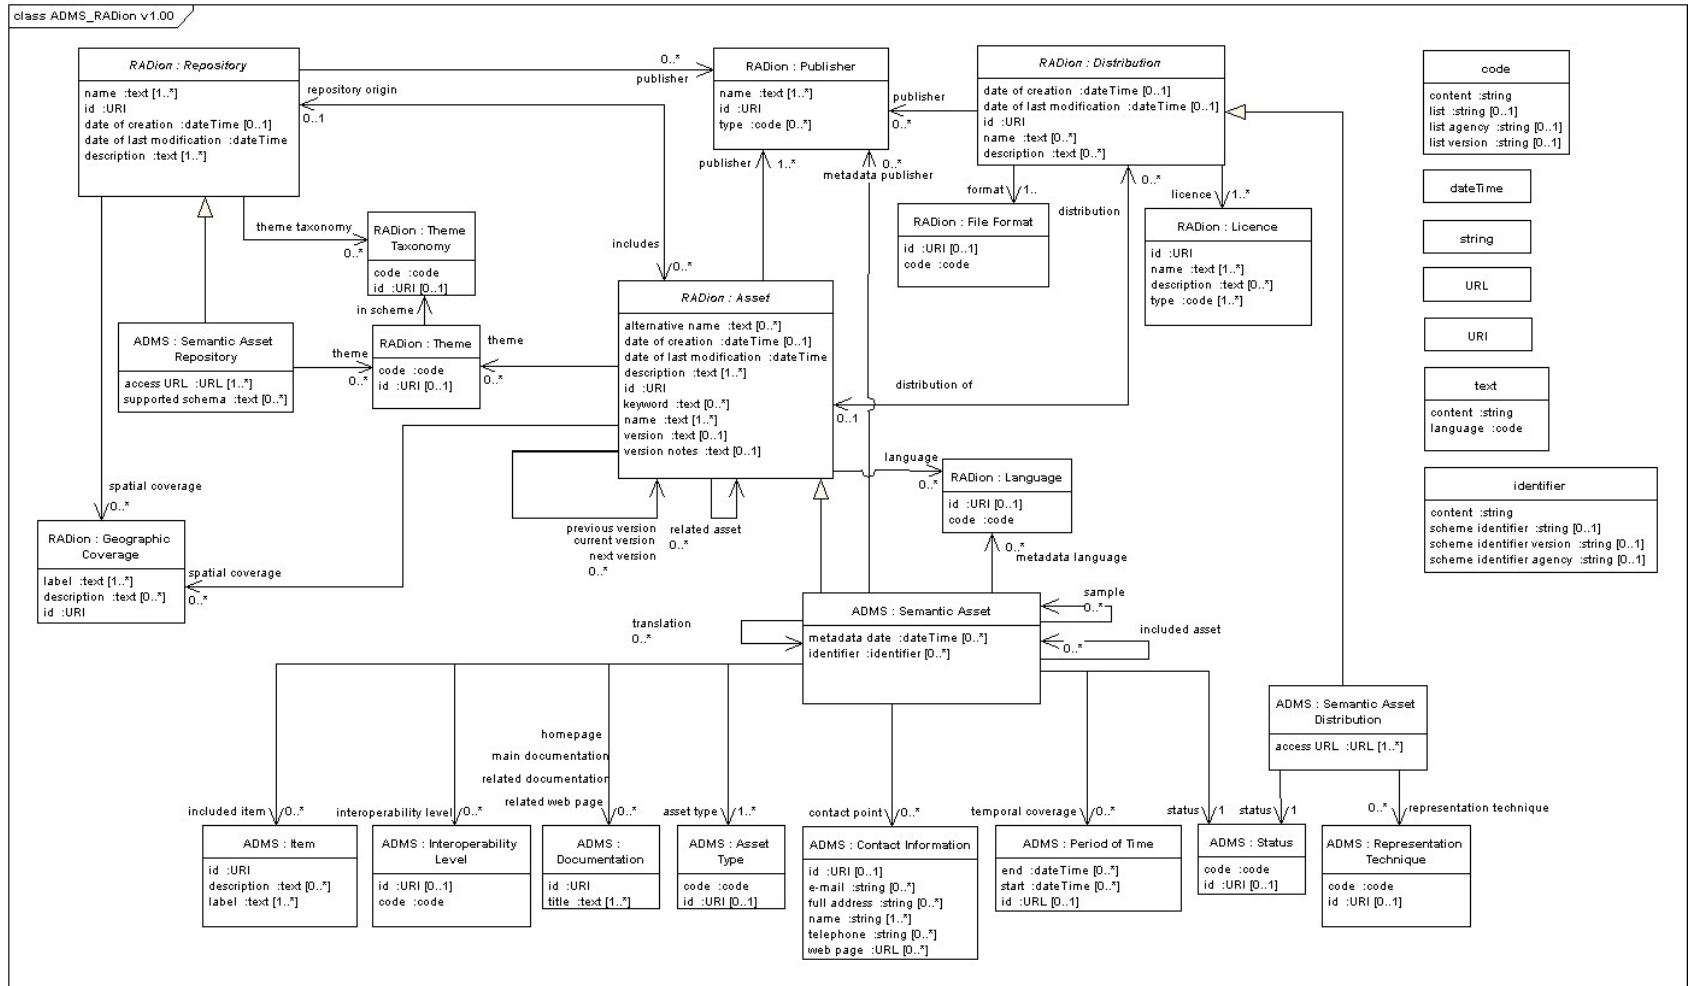 class ADMS_RADion v1.00
RADion : Repository
name :text [1..*]
id :URI
date of creation :dateTime [0..1]
date of last modification :dateTime
description :text [1..*]
0..*
publisher
repository origin
0..1
RADion : Publisher
name :text [1..*]
id :URI
type :code [0..*]
publisher
0..*
RADion : Distribution
date of creation :dateTime [0..1]
date of last modification :dateTime [0..1]
id :URI
name :text [0..*]
description :text [0..*]
code
content :string
list :string [0..1]
list agency :string [0..1]
list version :string [0..1]
dateTime
string
URL
URI
text
content :string
language :code
identifier
content :string
scheme identifier :string [0..1]
scheme identifier version :string [0..1]
scheme identifier agency :string [0..1]
publisher
1..*
0..*
metadata publisher
format
1..
0..*
distribution
licence
1..*
theme taxonomy
0..*
RADion : Theme
Taxonomy
code :code
id :URI [0..1]
includes
0..*
RADion : File Format
id :URI [0..1]
code :code
RADion : Licence
id :URI
name :text [1..*]
description :text [0..*]
type :code [1..*]
in scheme
ADMS : Semantic Asset
Repository
access URL :URL [1..*]
supported schema :text [0..*]
theme
0..*
RADion : Theme
code :code
id :URI [0..1]
theme
0..*
RADion : Asset
alternative name :text [0..*]
date of creation :dateTime [0..1]
date of last modification :dateTime
description :text [1..*]
id :URI
keyword :text [0..*]
name :text [1..*]
version :text [0..1]
version notes :text [0..1]
distribution of
0..1
language
0..*
RADion : Language
id :URI [0..1]
code :code
spatial coverage
0..*
RADion : Geographic
Coverage
label :text [1..*]
description :text [0..*]
id :URI
spatial coverage
0..*
previous version
current version
next version
0..*
related asset
0..*
0..*
metadata language
translation
0..*
ADMS : Semantic Asset
metadata date :dateTime [0..*]
identifier :identifier [0..*]
sample
0..*
included asset
0..*
ADMS : Semantic Asset
Distribution
access URL :URL [1..*]
homepage
main documentation
related documentation
related web page
0..*
included item
0..*
interoperability level
0..*
asset type
1..*
contact point
0..*
temporal coverage
0..*
status
1
status
1
0..*
representation technique
ADMS : Item
id :URI
description :text [0..*]
label :text [1..*]
ADMS : Interoperability
Level
id :URI [0..1]
code :code
ADMS :
Documentation
id :URI
title :text [1..*]
ADMS : Asset
Type
code :code
id :URI [0..1]
ADMS : Contact Information
id :URI [0..1]
e-mail :string [0..*]
full address :string [0..*]
name :string [1..*]
telephone :string [0..*]
web page :URL [0..*]
ADMS : Period of Time
end :dateTime [0..*]
start :dateTime [0..*]
id :URL [0..1]
ADMS : Status
code :code
id :URI [0..1]
ADMS : Representation
Technique
code :code
id :URI [0..1]